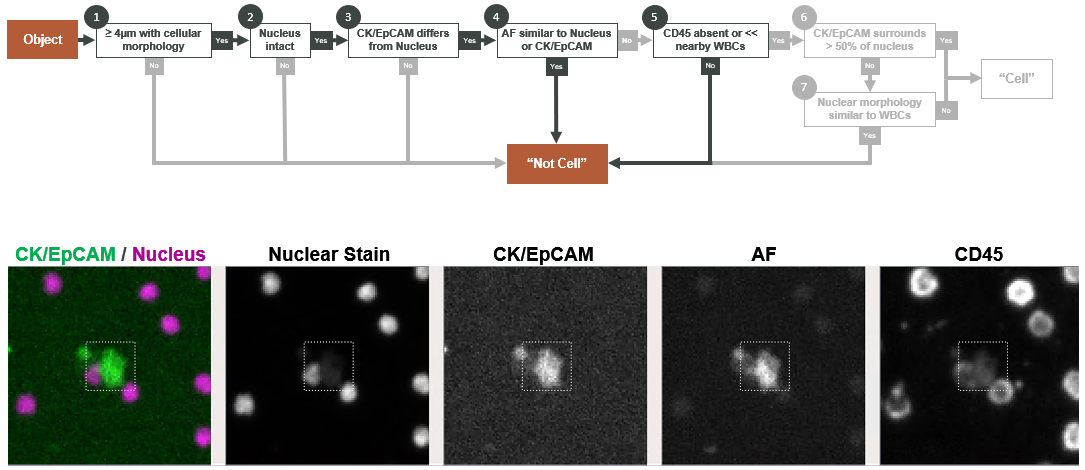 1 2 3 4 5 6
Object
≥ 4μm with cellular
morphology
Yes
Nucleus
intact
Yes
CK/EpCAM differs
from Nucleus
Yes
AF similar to Nucleus
or CK/EpCAM
No
CD45 absent or <<
nearby WBCs
Yes
CK/EpCAM surrounds
> 50% of nucleus
Yes
No No No Yes No No
"Cell"
7
Nuclear morphology
similar to WBCs
No
Yes
“Not Cell”
CK/EpCAM / Nucleus
Nuclear Stain
CK/EpCAM
AF
CD45